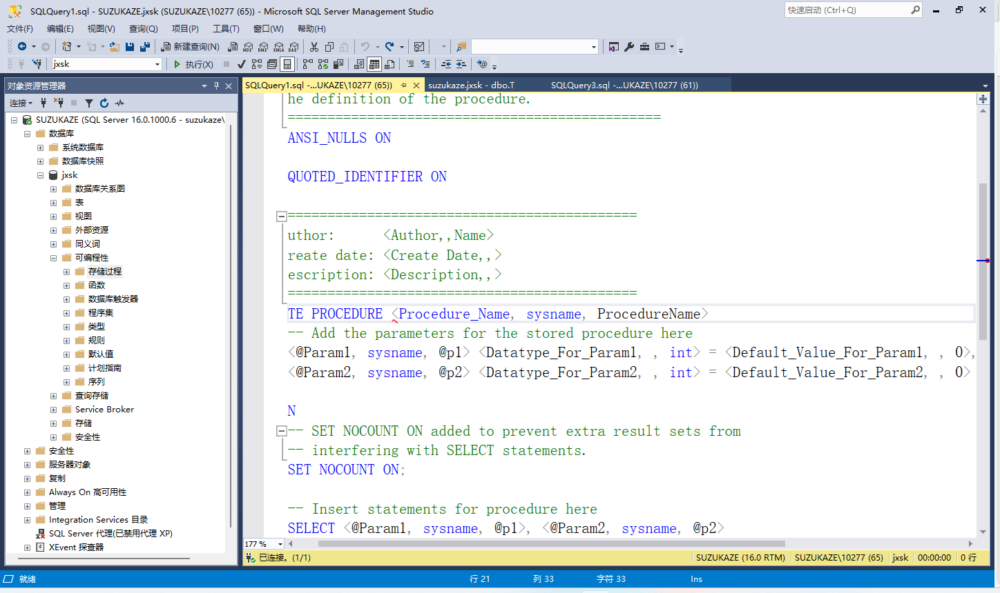 SQLQuery1.sql - SUZUKAZE.jxsk (SUZUKAZE\10277 (65)) - Microsoft SQL Server Management Studio
快速启动 (Ctrl+Q)
文件(F) 编辑(E) 视图(V) 查询(Q) 项目(P) 工具(T) 窗口(W) 帮助(H)
新建查询(N) MDX DMX XMLA DAX
jxsk 执行(X)
对象资源管理器
连接
SUZUKAZE (SQL Server 16.0.1000.6 - suzukaze\
数据库
系统数据库
数据库快照
jxsk
数据库关系图
表
视图
外部资源
同义词
可编程性
存储过程
函数
数据库触发器
程序集
类型
规则
默认值
计划指南
序列
查询存储
Service Broker
存储
安全性
安全性
服务器对象
复制
Always On 高可用性
管理
Integration Services 目录
SQL Server 代理(已禁用代理 XP)
XEvent 探查器
SQLQuery1.sql -...UKAZE\10277 (65)) suzukaze.jxsk - dbo.T SQLQuery3.sql -...UKAZE\10277 (61))
he definition of the procedure.
===============================================
ANSI_NULLS ON
QUOTED_IDENTIFIER ON
============================================
uthor: <Author,,Name>
reate date: <Create Date,,>
escription: <Description,,>
============================================
TE PROCEDURE <Procedure_Name, sysname, ProcedureName>
-- Add the parameters for the stored procedure here
<@Param1, sysname, @p1> <Datatype_For_Param1, , int> = <Default_Value_For_Param1, , 0>,
<@Param2, sysname, @p2> <Datatype_For_Param2, , int> = <Default_Value_For_Param2, , 0>
N
-- SET NOCOUNT ON added to prevent extra result sets from
-- interfering with SELECT statements.
SET NOCOUNT ON;
-- Insert statements for procedure here
SELECT <@Param1, sysname, @p1>, <@Param2, sysname, @p2>
177 %
已连接。(1/1) SUZUKAZE (16.0 RTM) SUZUKAZE\10277 (65) jxsk 00:00:00 0 行
就绪 行 21 列 33 字符 33 Ins